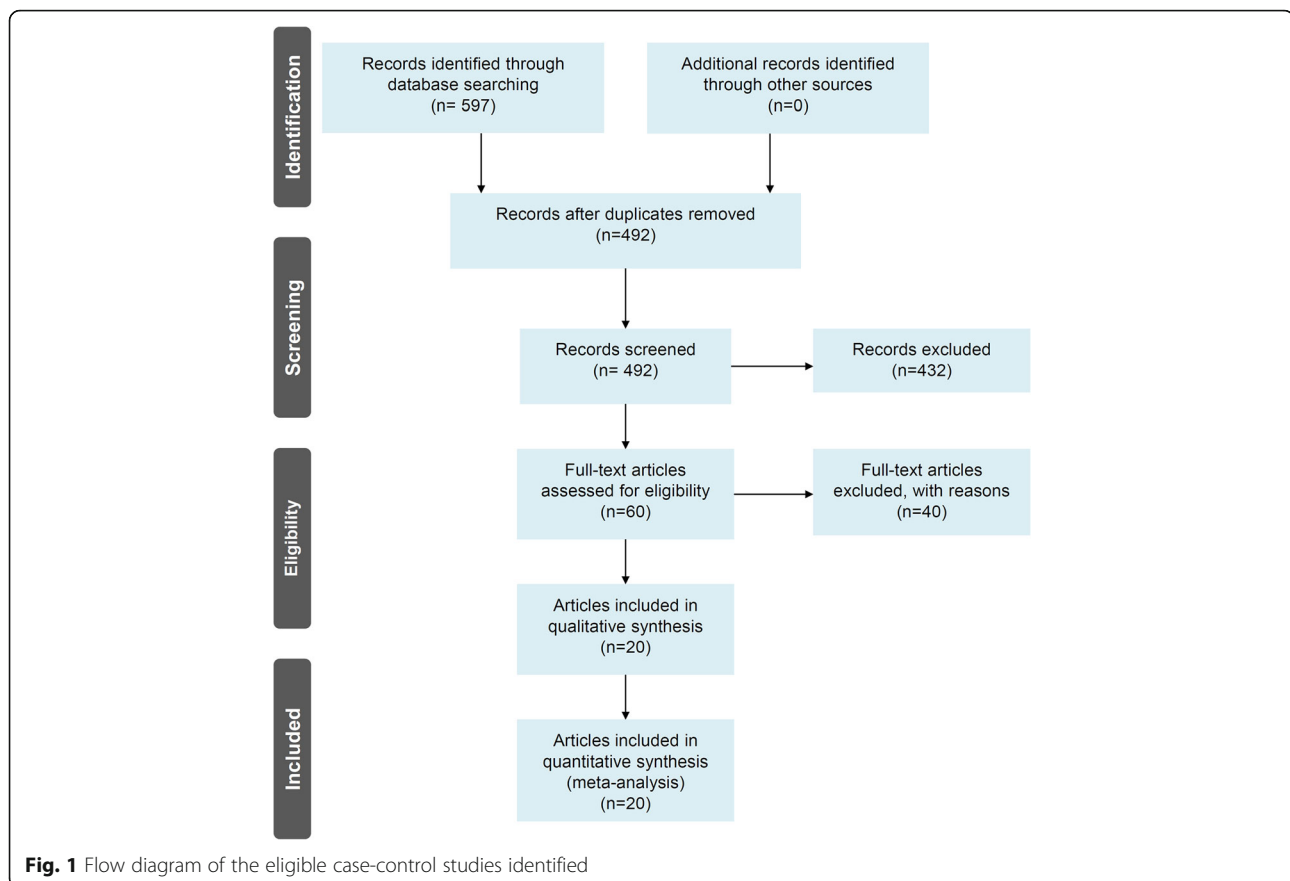 Identification
Records identified through
database searching
(n= 597)
Additional records identified
through other sources
(n=0)
Records after duplicates removed
(n=492)
Screening
Records screened
(n= 492)
Records excluded
(n=432)
Eligibility
Full-text articles
assessed for eligibility
(n=60)
Full-text articles
excluded, with reasons
(n=40)
Articles included in
qualitative synthesis
(n=20)
Included
Articles included in
quantitative synthesis
(meta-analysis)
(n=20)
Fig. 1 Flow diagram of the eligible case-control studies identified